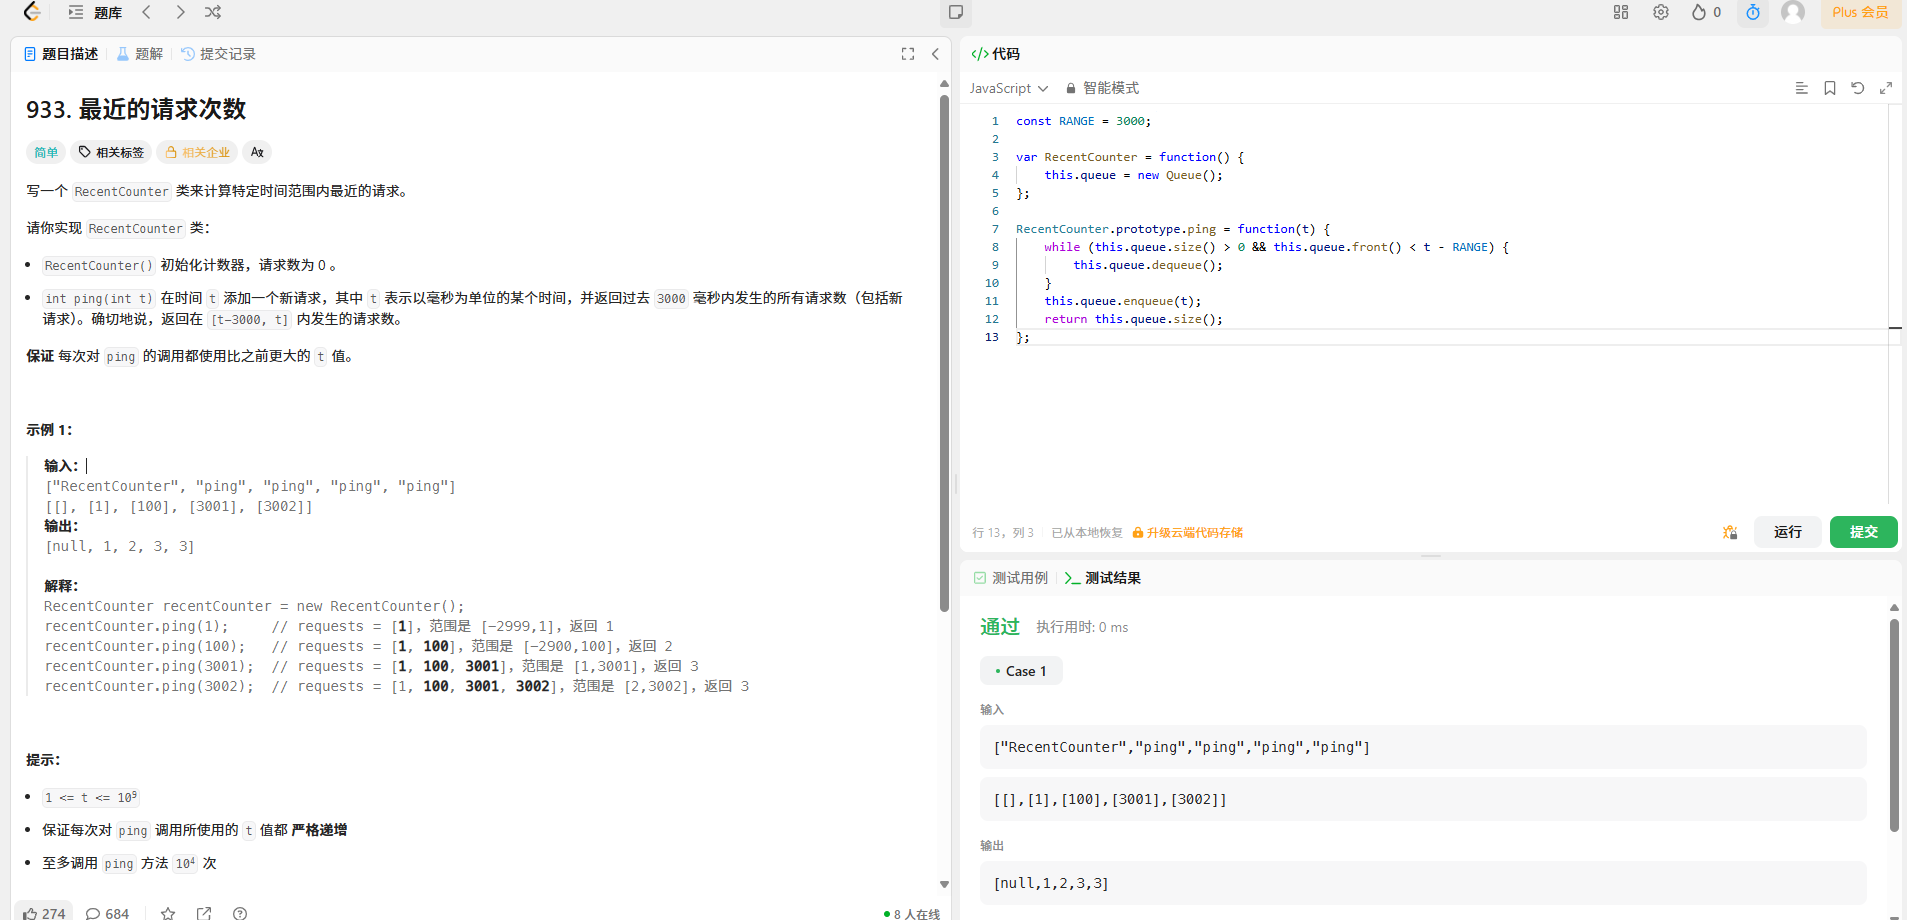 题库
0
Plus 会员
题目描述
题解
提交记录
933. 最近的请求次数
简单
相关标签
相关企业
写一个 RecentCounter 类来计算特定时间范围内最近的请求。
请你实现 RecentCounter 类：
RecentCounter() 初始化计数器，请求数为 0 。
int ping(int t) 在时间 t 添加一个新请求，其中 t 表示以毫秒为单位的某个时间，并返回过去 3000 毫秒内发生的所有请求数（包括新
请求）。确切地说，返回在 [t-3000, t] 内发生的请求数。
保证 每次对 ping 的调用都使用比之前更大的 t 值。
示例 1：
输入：
["RecentCounter", "ping", "ping", "ping", "ping"]
[[], [1], [100], [3001], [3002]]
输出：
[null, 1, 2, 3, 3]
解释：
RecentCounter recentCounter = new RecentCounter();
recentCounter.ping(1);     // requests = [1]，范围是 [-2999,1]，返回 1
recentCounter.ping(100);   // requests = [1, 100]，范围是 [-2900,100]，返回 2
recentCounter.ping(3001);  // requests = [1, 100, 3001]，范围是 [1,3001]，返回 3
recentCounter.ping(3002);  // requests = [1, 100, 3001, 3002]，范围是 [2,3002]，返回 3
提示：
1 <= t <= 10⁹
保证每次对 ping 调用所使用的 t 值都 严格递增
至多调用 ping 方法 10⁴ 次
274
684
8 人在线
</> 代码
JavaScript
智能模式
1 const RANGE = 3000;
2
3 var RecentCounter = function() {
4     this.queue = new Queue();
5 };
6
7 RecentCounter.prototype.ping = function(t) {
8     while (this.queue.size() > 0 && this.queue.front() < t - RANGE) {
9         this.queue.dequeue();
10     }
11     this.queue.enqueue(t);
12     return this.queue.size();
13 };
行 13，列 3
已从本地恢复
升级云端代码存储
运行
提交
测试用例
测试结果
通过
执行用时: 0 ms
Case 1
输入
["RecentCounter","ping","ping","ping","ping"]
[[],[1],[100],[3001],[3002]]
输出
[null,1,2,3,3]